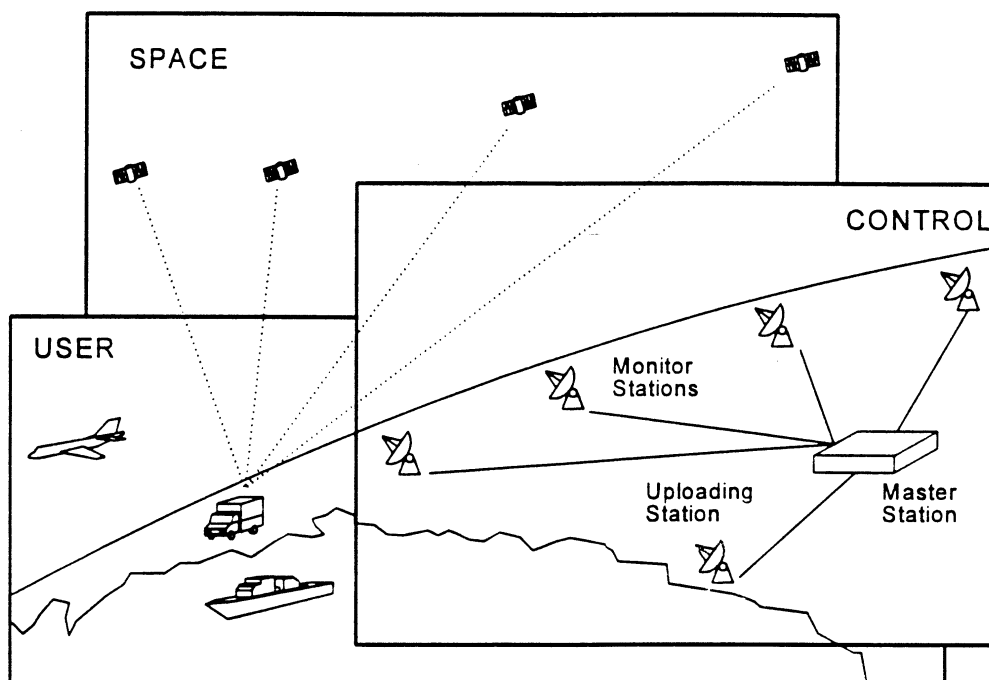 SPACE
CONTROL
USER
Monitor
Stations
Uploading
Station
Master
Station